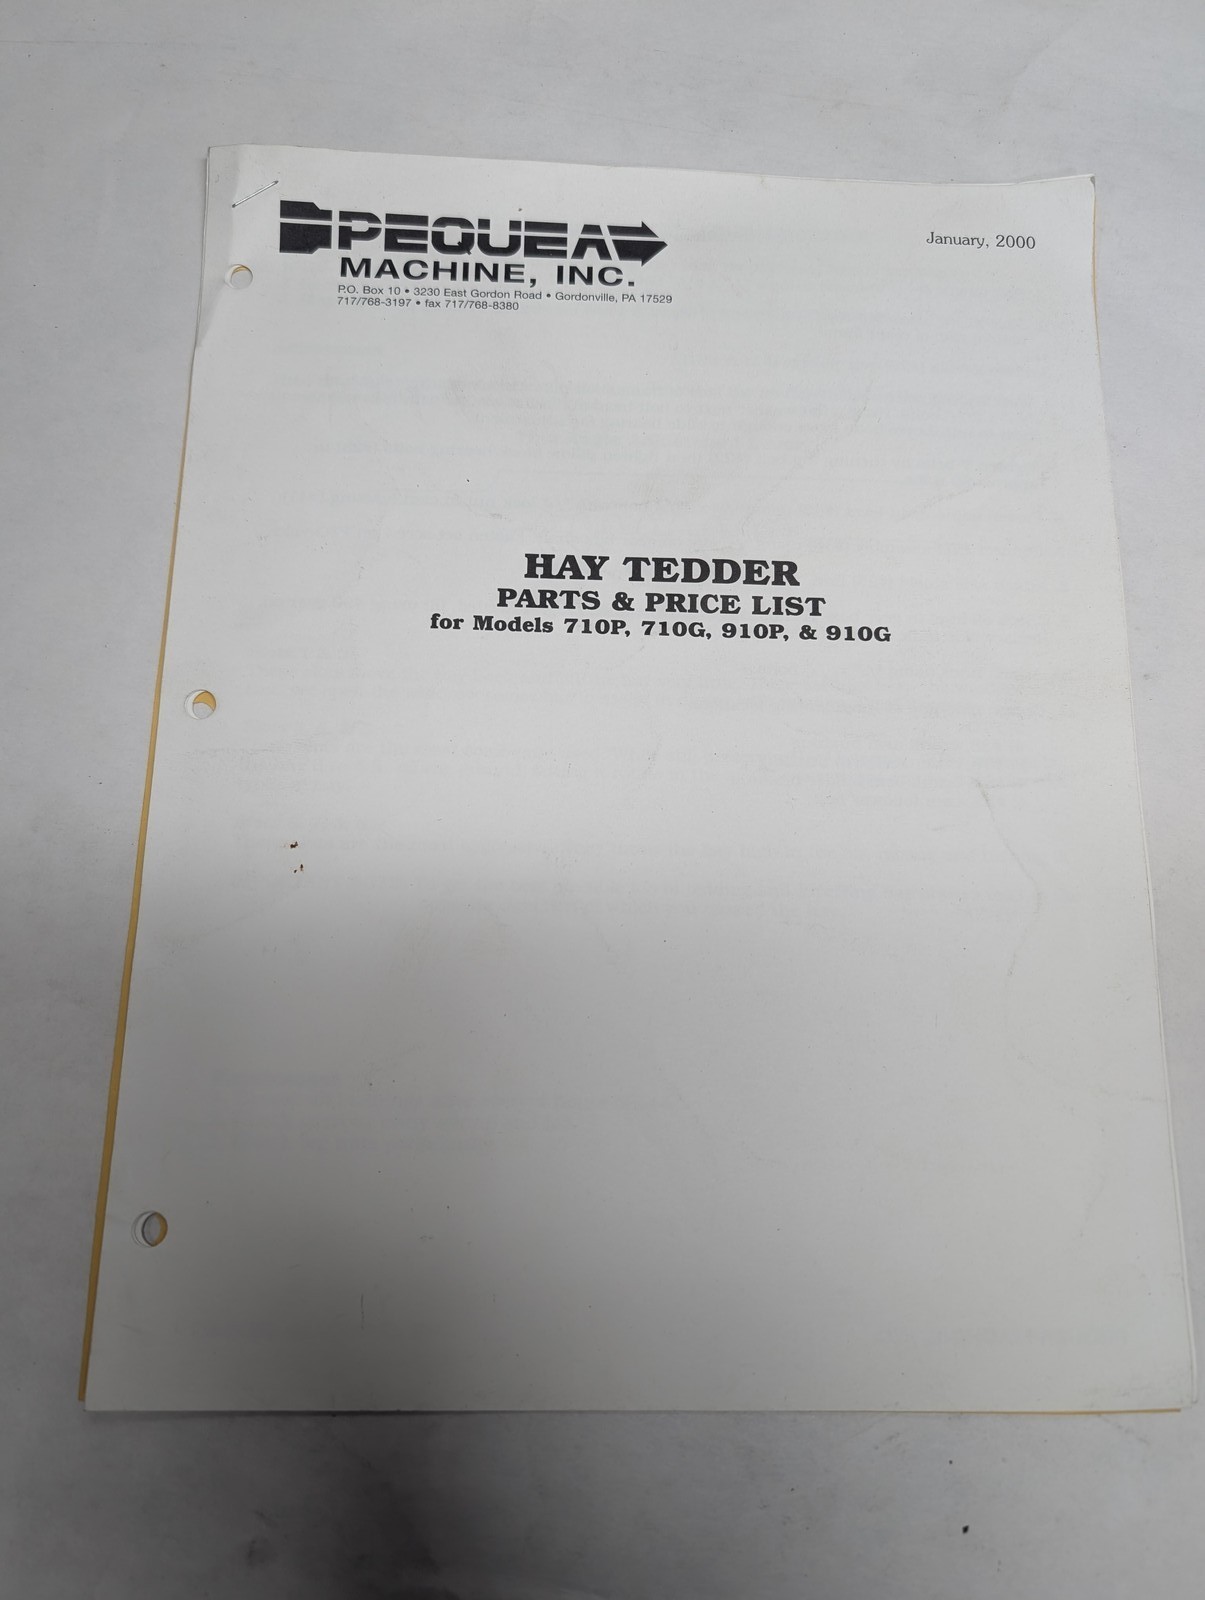 PEQUEA
MACHINE, INC.
P.O. Box 10 • 3230 East Gordon Road • Gordonville, PA 17529
717/768-3197 • fax 717/768-8380
January, 2000
HAY TEDDER
PARTS & PRICE LIST
for Models 710P, 710G, 910P, & 910G